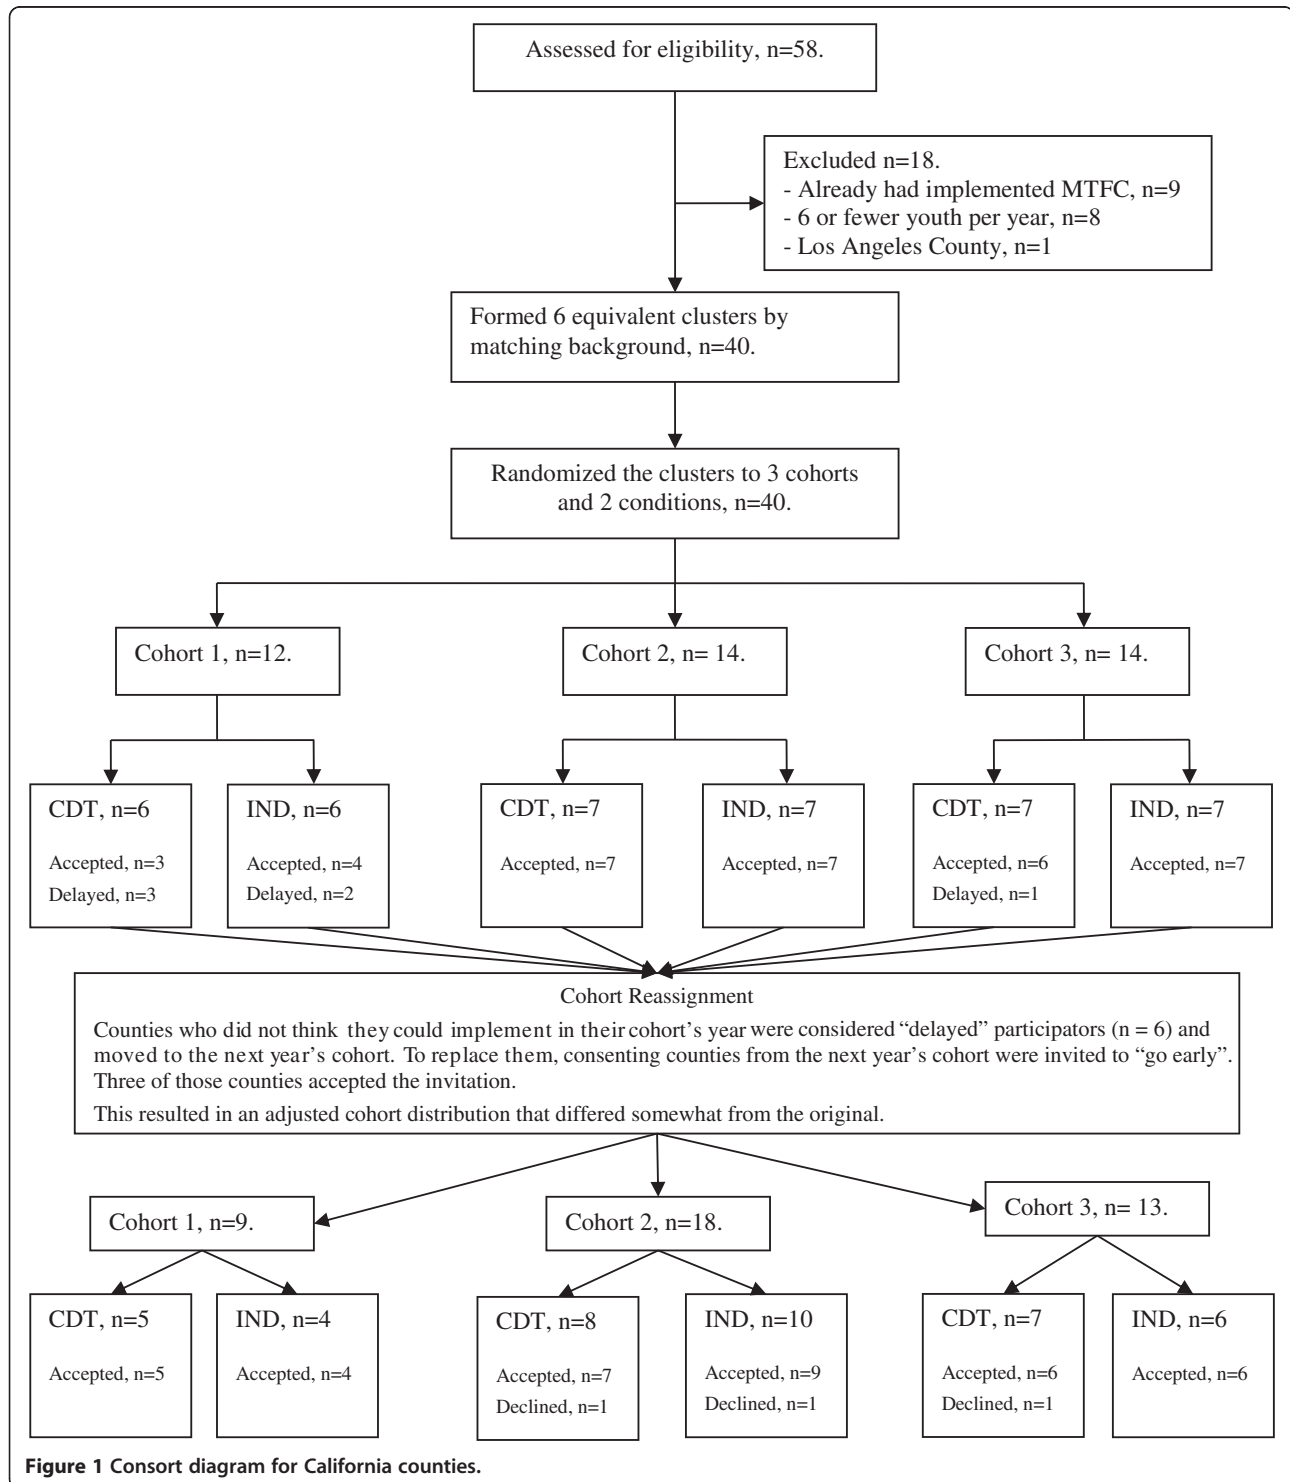 Assessed for eligibility, n=58.
Excluded n=18.
- Already had implemented MTFC, n=9
- 6 or fewer youth per year, n=8
- Los Angeles County, n=1
Formed 6 equivalent clusters by
matching background, n=40.
Randomized the clusters to 3 cohorts
and 2 conditions, n=40.
Cohort 1, n=12.
Cohort 2, n= 14.
Cohort 3, n= 14.
CDT, n=6
Accepted, n=3
Delayed, n=3
IND, n=6
Accepted, n=4
Delayed, n=2
CDT, n=7
Accepted, n=7
IND, n=7
Accepted, n=7
CDT, n=7
Accepted, n=6
Delayed, n=1
IND, n=7
Accepted, n=7
Cohort Reassignment
Counties who did not think they could implement in their cohort's year were considered “delayed” participators (n = 6) and
moved to the next year's cohort. To replace them, consenting counties from the next year's cohort were invited to “go early”.
Three of those counties accepted the invitation.
This resulted in an adjusted cohort distribution that differed somewhat from the original.
Cohort 1, n=9.
Cohort 2, n=18.
Cohort 3, n= 13.
CDT, n=5
Accepted, n=5
IND, n=4
Accepted, n=4
CDT, n=8
Accepted, n=7
Declined, n=1
IND, n=10
Accepted, n=9
Declined, n=1
CDT, n=7
Accepted, n=6
Declined, n=1
IND, n=6
Accepted, n=6
Figure 1 Consort diagram for California counties.